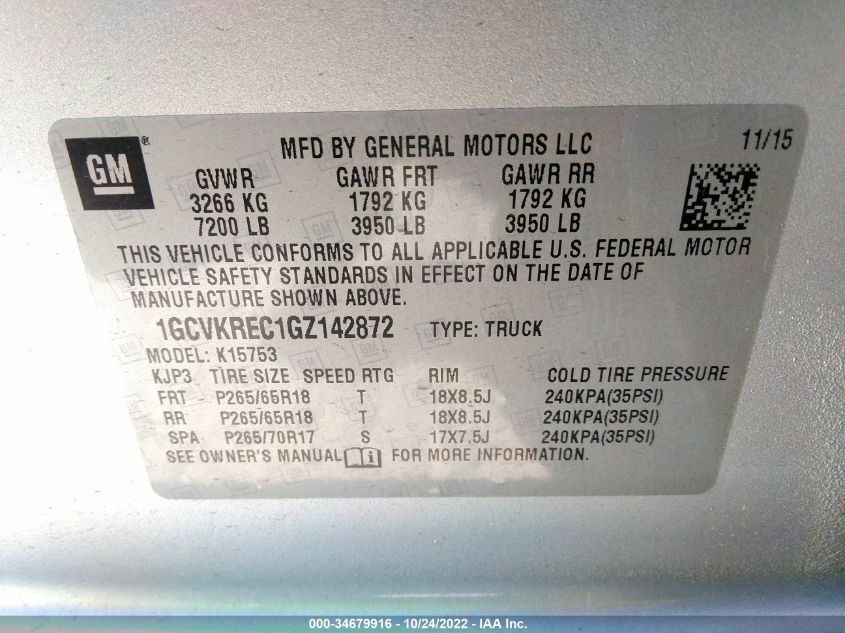 GM ®
MFD BY GENERAL MOTORS LLC 11/15
GVWR GAWR FRT GAWR RR
3266 KG 1792 KG 1792 KG
7200 LB 3950 LB 3950 LB
THIS VEHICLE CONFORMS TO ALL APPLICABLE U.S. FEDERAL MOTOR
VEHICLE SAFETY STANDARDS IN EFFECT ON THE DATE OF
MANUFACTURE SHOWN ABOVE.
1GCVKREC1GZ142872 TYPE: TRUCK
MODEL: K15753
KJP3 TIRE SIZE SPEED RTG RIM COLD TIRE PRESSURE
FRT P265/65R18 T 18X8.5J 240KPA(35PSI)
RR P265/65R18 T 18X8.5J 240KPA(35PSI)
SPA P265/70R17 S 17X7.5J 240KPA(35PSI)
SEE OWNER'S MANUAL FOR MORE INFORMATION.
000-34679916 - 10/24/2022 - IAA Inc.